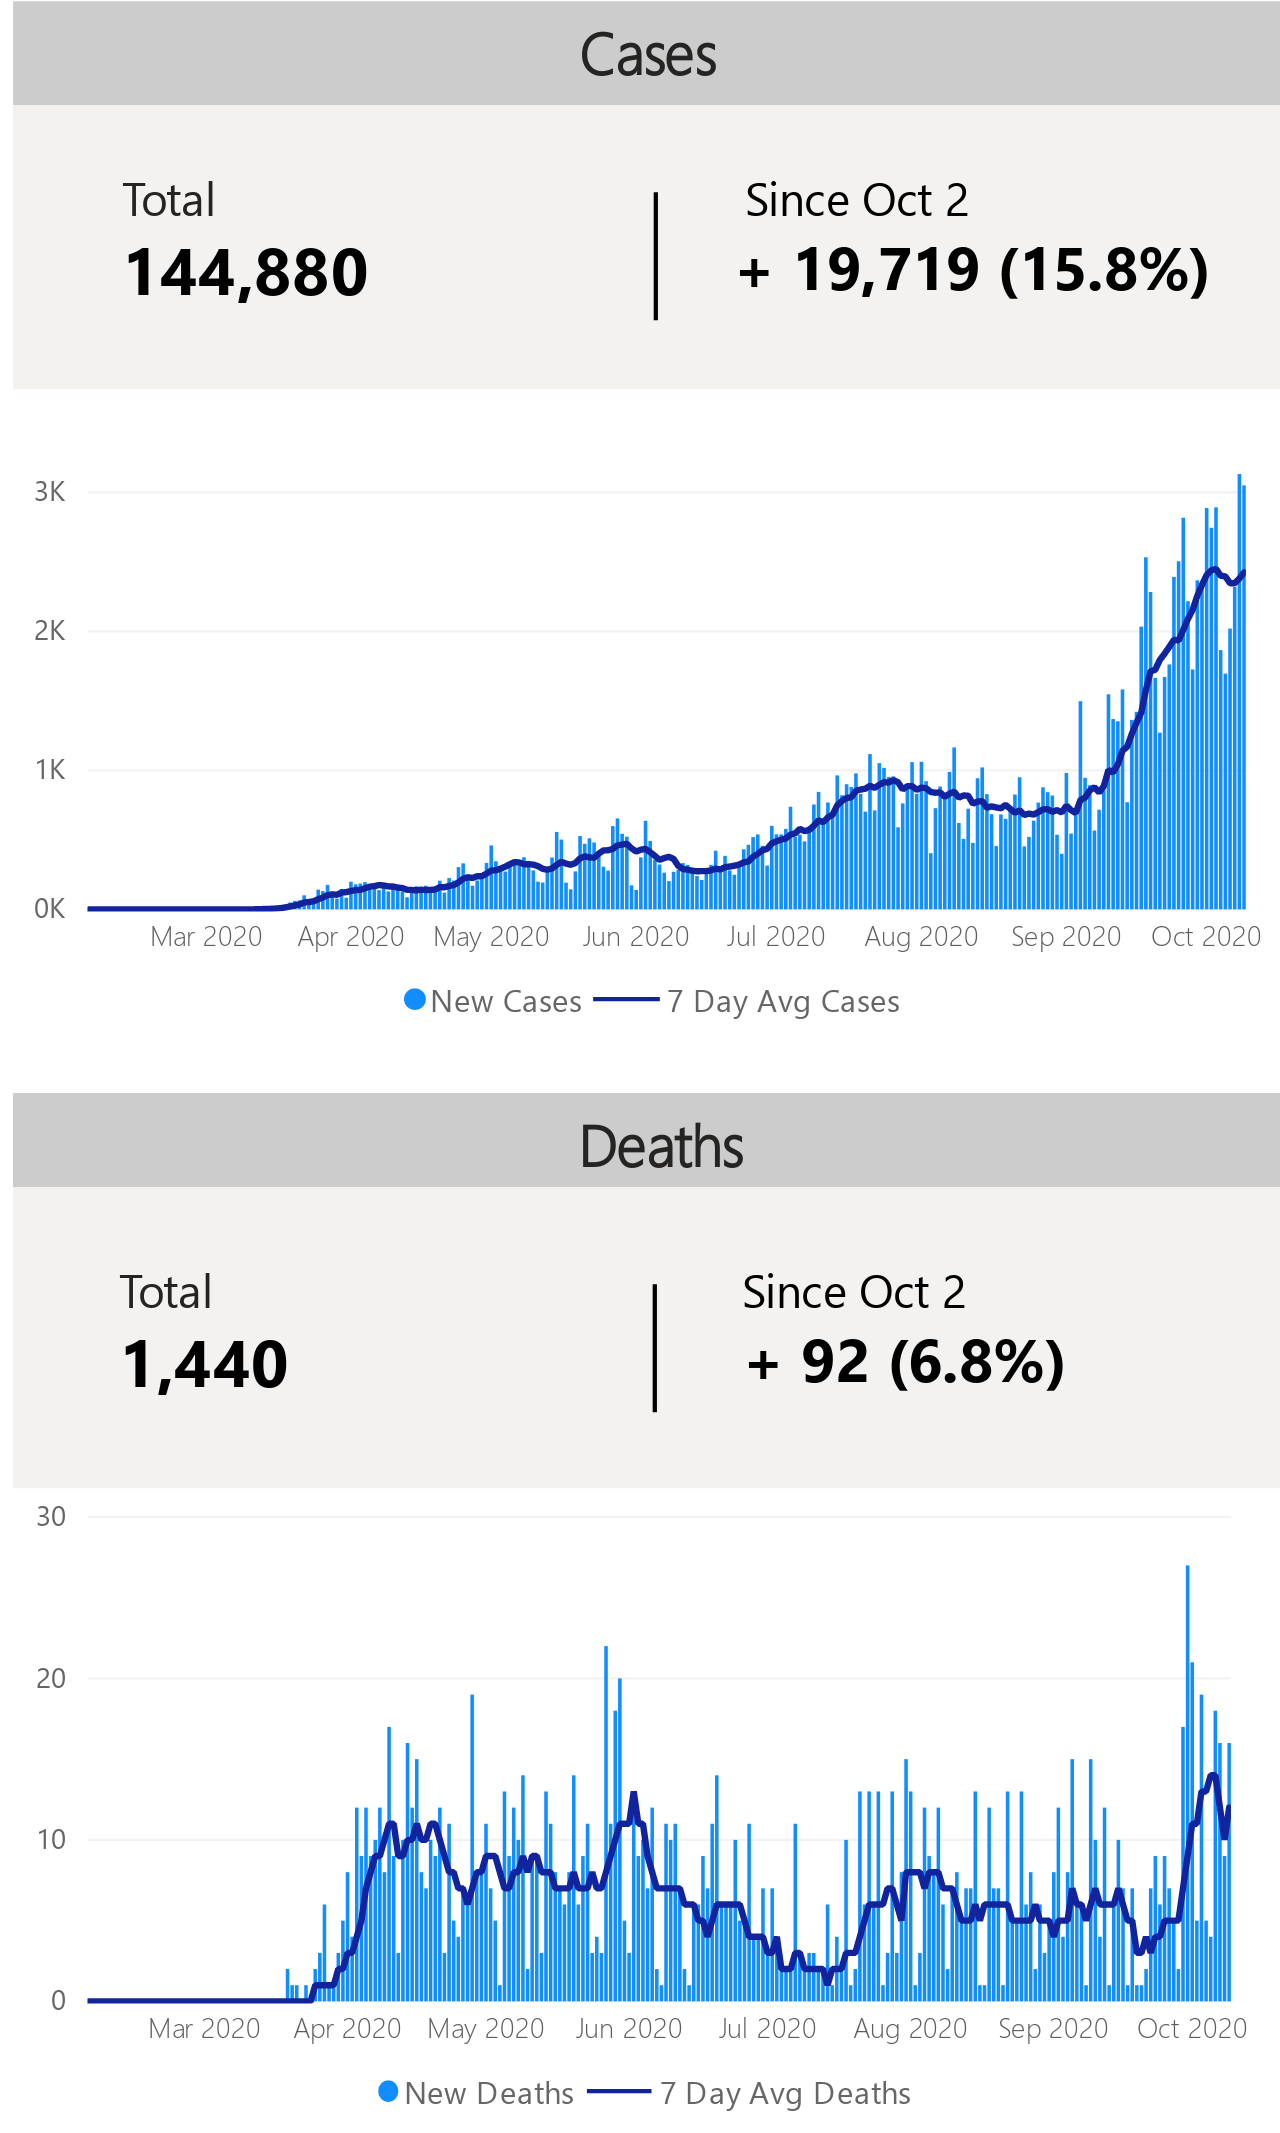 Cases
Total
Since Oct 2
144,880
+ 19,719 (15.8%)
3K
2K
1K
0K
Mar 2020 Apr 2020 May 2020 Jun 2020 Jul 2020 Aug 2020 Sep 2020 Oct 2020
New Cases 7 Day Avg Cases
Deaths
Total
Since Oct 2
1,440
+ 92 (6.8%)
30
20
10
0
Mar 2020 Apr 2020 May 2020 Jun 2020 Jul 2020 Aug 2020 Sep 2020 Oct 2020
New Deaths 7 Day Avg Deaths